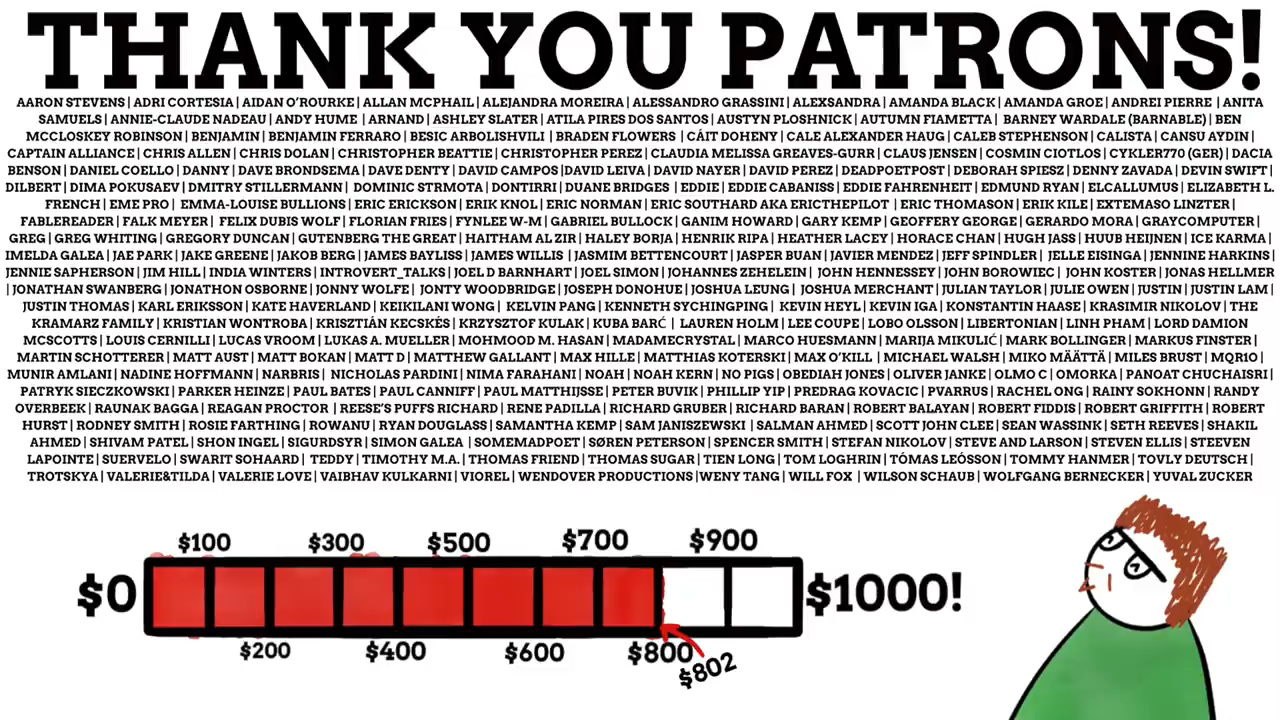 THANK YOU PATRONS!
AARON STEVENS | ADRI CORTESIA | AIDAN O'ROURKE | ALLAN MCPHAIL | ALEJANDRA MOREIRA | ALESSANDRO GRASSINI | ALEXSANDRA | AMANDA BLACK | AMANDA GROE | ANDREI PIERRE | ANITA
SAMUELS | ANNIE-CLAUDE NADEAU | ANDY HUME | ARNAND | ASHLEY SLATER | ATILA PIRES DOS SANTOS | AUSTYN PLOSHNICK | AUTUMN FIAMETTA | BARNEY WARDALE (BARNABLE) | BEN
MCCLOSKEY ROBINSON | BENJAMIN | BENJAMIN FERRARO | BESIC ARBOLISHVILI | BRADEN FLOWERS | CÁIT DOHENY | CALE ALEXANDER HAUG | CALEB STEPHENSON | CALISTA | CANSU AYDIN |
CAPTAIN ALLIANCE | CHRIS ALLEN | CHRIS DOLAN | CHRISTOPHER BEATTIE | CHRISTOPHER PEREZ | CLAUDIA MELISSA GREAVES-GURR | CLAUS JENSEN | COSMIN CIOTLOS | CYKLER770 (GER) | DACIA
BENSON | DANIEL COELLO | DANNY | DAVE BRONDSEMA | DAVE DENTY | DAVID CAMPOS |DAVID LEIVA | DAVID NAYER | DAVID PEREZ | DEADPOETPOST | DEBORAH SPIESZ | DENNY ZAVADA | DEVIN SWIFT |
DILBERT | DIMA POKUSAEV | DMITRY STILLERMANN | DOMINIC STRMOTA | DONTIRRI | DUANE BRIDGES | EDDIE | EDDIE CABANISS | EDDIE FAHRENHEIT | EDMUND RYAN | ELCALLUMUS | ELIZABETH L.
FRENCH | EME PRO | EMMA-LOUISE BULLIONS | ERIC ERICKSON | ERIK KNOL | ERIC NORMAN | ERIC SOUTHARD AKA ERICTHEPILOT | ERIC THOMASON | ERIK KILE | EXTEMASO LINZTER |
FABLEREADER | FALK MEYER | FELIX DUBIS WOLF | FLORIAN FRIES | FYNLEE W-M | GABRIEL BULLOCK | GANIM HOWARD | GARY KEMP | GEOFFERY GEORGE | GERARDO MORA | GRAYCOMPUTER |
GREG | GREG WHITING | GREGORY DUNCAN | GUTENBERG THE GREAT | HAITHAM AL ZIR | HALEY BORJA | HENRIK RIPA | HEATHER LACEY | HORACE CHAN | HUGH JASS | HUUB HEIJNEN | ICE KARMA |
IMELDA GALEA | JAE PARK | JAKE GREENE | JAKOB BERG | JAMES BAYLISS | JAMES WILLIS | JASMIM BETTENCOURT | JASPER BUAN | JAVIER MENDEZ | JEFF SPINDLER | JELLE EISINGA | JENNINE HARKINS |
JENNIE SAPHERSON | JIM HILL | INDIA WINTERS | INTROVERT_TALKS | JOEL D BARNHART | JOEL SIMON | JOHANNES ZEHELEIN | JOHN HENNESSEY | JOHN BOROWIEC | JOHN KOSTER | JONAS HELLMER
| JONATHAN SWANBERG | JONATHON OSBORNE | JONNY WOLFE | JONTY WOODBRIDGE | JOSEPH DONOHUE | JOSHUA LEUNG | JOSHUA MERCHANT | JULIAN TAYLOR | JULIE OWEN | JUSTIN | JUSTIN LAM |
JUSTIN THOMAS | KARL ERIKSSON | KATE HAVERLAND | KEIKILANI WONG | KELVIN PANG | KENNETH SYCHINGPING | KEVIN HEYL | KEVIN IGA | KONSTANTIN HAASE | KRASIMIR NIKOLOV | THE
KRAMARZ FAMILY | KRISTIAN WONTROBA | KRISZTIÁN KECSKÉS | KRZYSZTOF KULAK | KUBA BARĆ | LAUREN HOLM | LEE COUPE | LOBO OLSSON | LIBERTONIAN | LINH PHAM | LORD DAMION
MCSCOTTS | LOUIS CERNILLI | LUCAS VROOM | LUKAS A. MUELLER | MOHMOOD M. HASAN | MADAMECRYSTAL | MARCO HUESMANN | MARIJA MIKULIĆ | MARK BOLLINGER | MARKUS FINSTER |
MARTIN SCHOTTERER | MATT AUST | MATT BOKAN | MATT D | MATTHEW GALLANT | MAX HILLE | MATTHIAS KOTERSKI | MAX O'KILL | MICHAEL WALSH | MIKO MÄÄTTÄ | MILES BRUST | MQR10 |
MUNIR AMLANI | NADINE HOFFMANN | NARBRIS | NICHOLAS PARDINI | NIMA FARAHANI | NOAH | NOAH KERN | NO PIGS | OBEDIAH JONES | OLIVER JANKE | OLMO C | OMORKA | PANOAT CHUCHAISRI |
PATRYK SIECZKOWSKI | PARKER HEINZE | PAUL BATES | PAUL CANNIFF | PAUL MATTHIJSSE | PETER BUVIK | PHILLIP YIP | PREDRAG KOVACIC | PVARRUS | RACHEL ONG | RAINY SOKHONN | RANDY
OVERBEEK | RAUNAK BAGGA | REAGAN PROCTOR | REESE'S PUFFS RICHARD | RENE PADILLA | RICHARD GRUBER | RICHARD BARAN | ROBERT BALAYAN | ROBERT FIDDIS | ROBERT GRIFFITH | ROBERT
HURST | RODNEY SMITH | ROSIE FARTHING | ROWANU | RYAN DOUGLASS | SAMANTHA KEMP | SAM JANISZEWSKI | SALMAN AHMED | SCOTT JOHN CLEE | SEAN WASSINK | SETH REEVES | SHAKIL
AHMED | SHIVAM PATEL | SHON INGEL | SIGURDSYR | SIMON GALEA | SOMEMADPOET | SØREN PETERSON | SPENCER SMITH | STEFAN NIKOLOV | STEVE AND LARSON | STEVEN ELLIS | STEEVEN
LAPOINTE | SUERVELO | SWARIT SOHAARD | TEDDY | TIMOTHY M.A. | THOMAS FRIEND | THOMAS SUGAR | TIEN LONG | TOM LOGHRIN | TÓMAS LEÓSSON | TOMMY HANMER | TOVLY DEUTSCH |
TROTSKYA | VALERIE&TILDA | VALERIE LOVE | VAIBHAV KULKARNI | VIOREL | WENDOVER PRODUCTIONS |WENY TANG | WILL FOX | WILSON SCHAUB | WOLFGANG BERNECKER | YUVAL ZUCKER
$100 $300 $500 $700 $900
$0 $1000!
$200 $400 $600 $800 $802